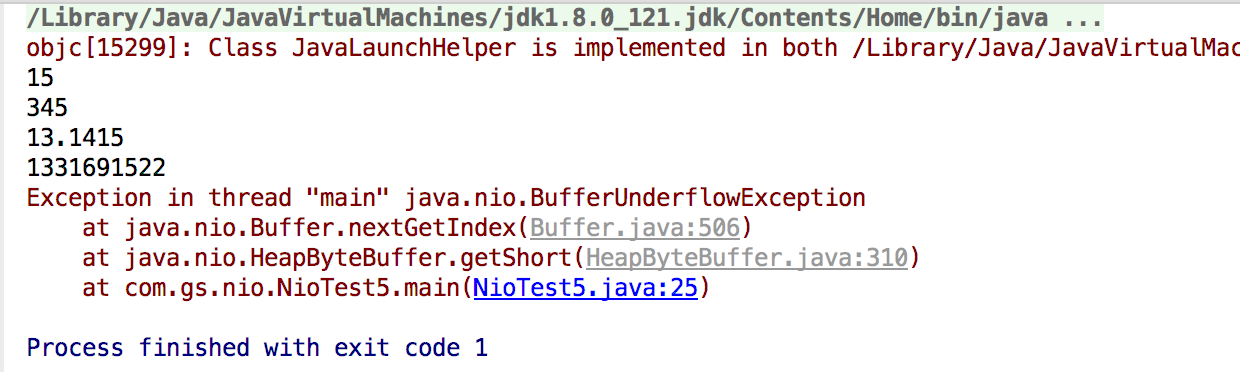 /Library/Java/JavaVirtualMachines/jdk1.8.0_121.jdk/Contents/Home/bin/java ...
objc[15299]: Class JavaLaunchHelper is implemented in both /Library/Java/JavaVirtualMac
15
345
13.1415
1331691522
Exception in thread "main" java.nio.BufferUnderflowException
    at java.nio.Buffer.nextGetIndex(Buffer.java:506)
    at java.nio.HeapByteBuffer.getShort(HeapByteBuffer.java:310)
    at com.gs.nio.NioTest5.main(NioTest5.java:25)
Process finished with exit code 1